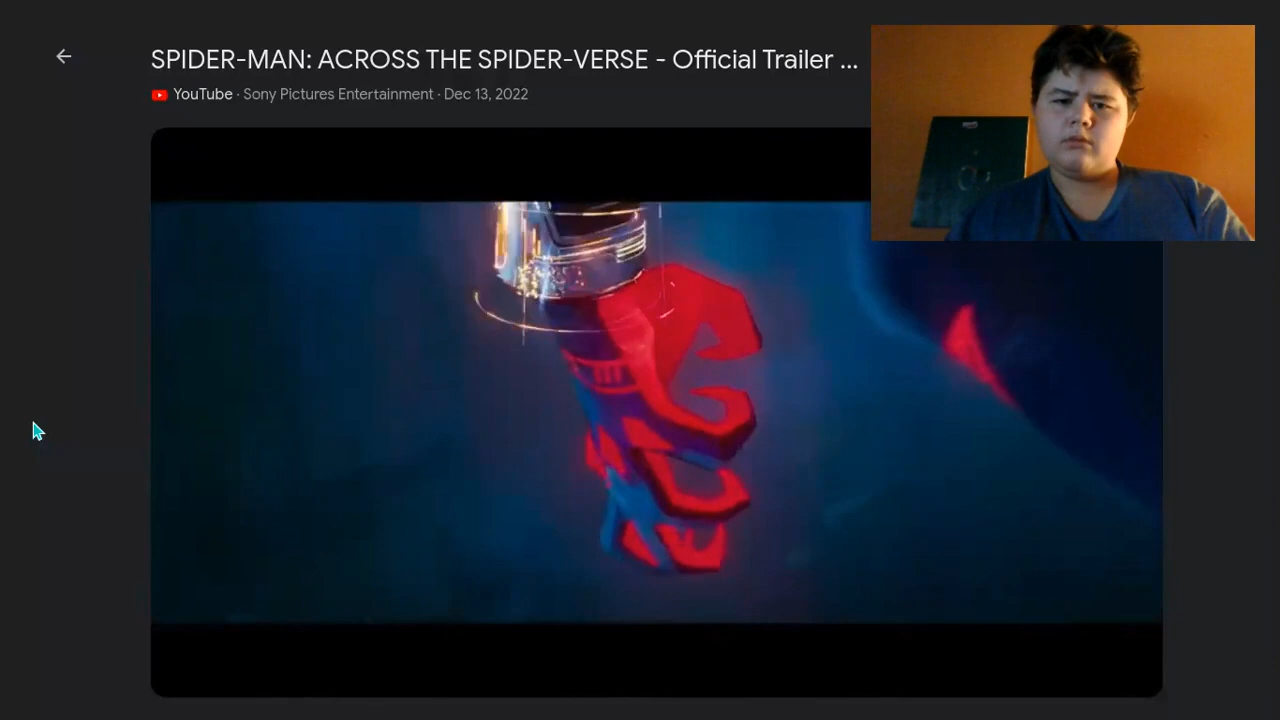 SPIDER-MAN: ACROSS THE SPIDER-VERSE - Official Trailer ...
YouTube · Sony Pictures Entertainment · Dec 13, 2022